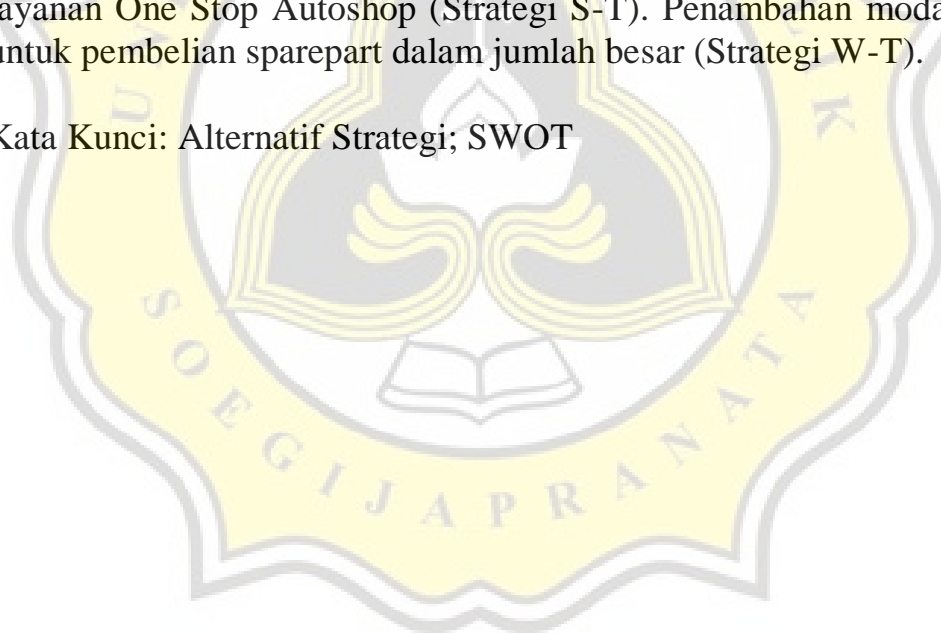 ayanan One Stop Autoshop (Strategi S-T). Penambahan moda
ntuk pembelian sparepart dalam jumlah besar (Strategi W-T).
Kata Kunci: Alternatif Strategi; SWOT
SOEGIJAPRANATA